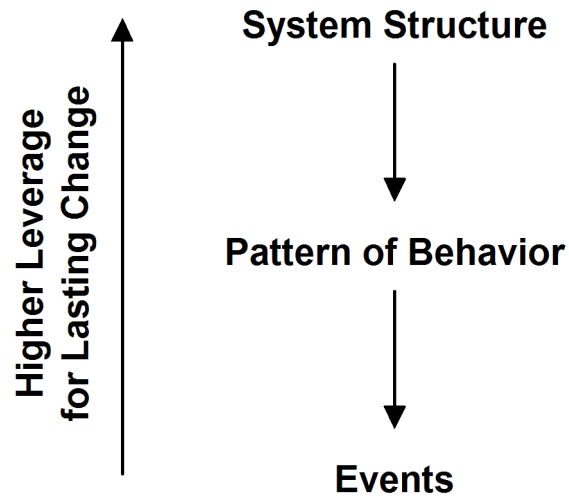 System Structure
Higher Leverage
for Lasting Change
Pattern of Behavior
Events